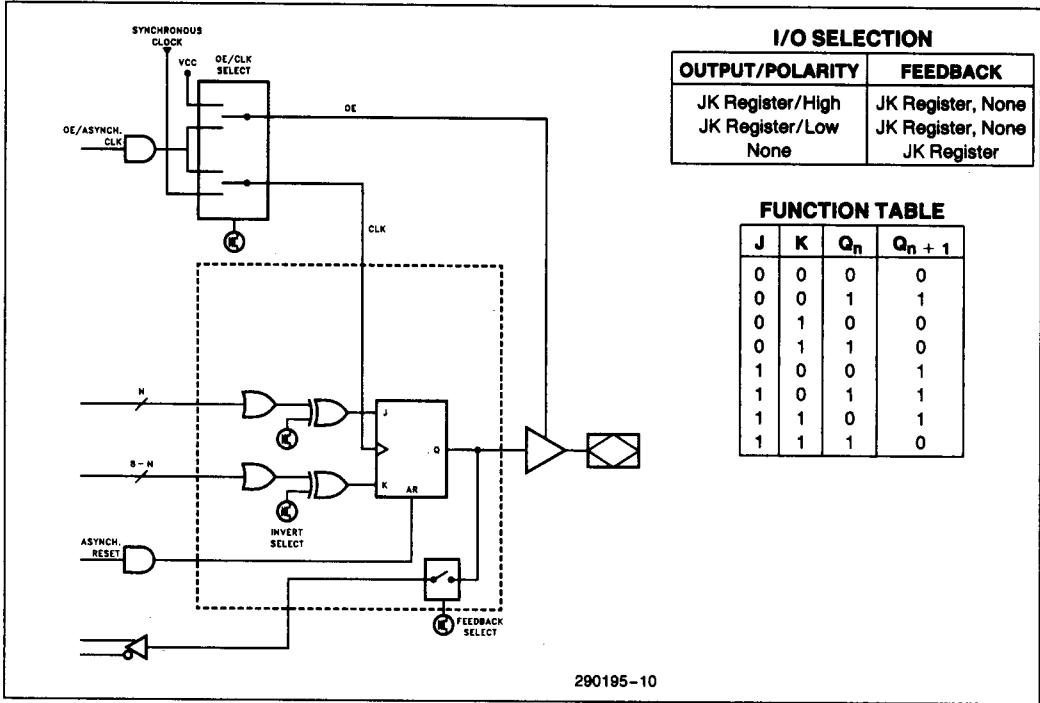 SYNCHRONOUS
CLOCK
VCC
OE/CLK
SELECT
OE
OE/ASYNCH.
CLK
CLK
N
8-N
J
Q
K
AR
INVERT
SELECT
ASYNCH.
RESET
FEEDBACK
SELECT
I/O SELECTION
OUTPUT/POLARITY FEEDBACK
JK Register/High JK Register, None
JK Register/Low JK Register, None
None JK Register
FUNCTION TABLE
J K Qn Qn + 1
0 0 0 0
0 0 1 1
0 1 0 0
0 1 1 0
1 0 0 1
1 0 1 1
1 1 0 1
1 1 1 0
290195-10